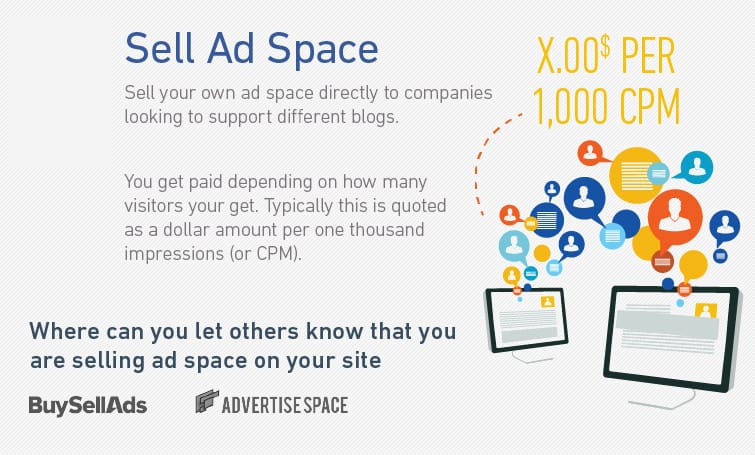 Sell Ad Space
Sell your own ad space directly to companies
looking to support different blogs.
You get paid depending on how many
visitors your get. Typically this is quoted
as a dollar amount per one thousand
impressions (or CPM).
X.00$ PER
1,000 CPM
Where can you let others know that you
are selling ad space on your site
BuySellAds
ADVERTISE SPACE